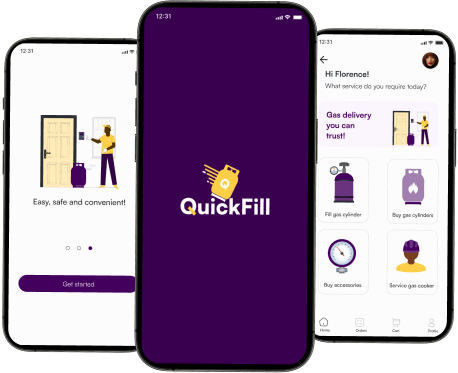 12:31
Easy, safe and convenient!
Get started
12:31
QuickFill
12:31
Hi Florence!
What service do you require today?
Gas delivery
you can
trust!
Fill gas cylinder
Buy gas cylinders
Buy accessories
Service gas cooker
Home
Orders
Cart
Profile